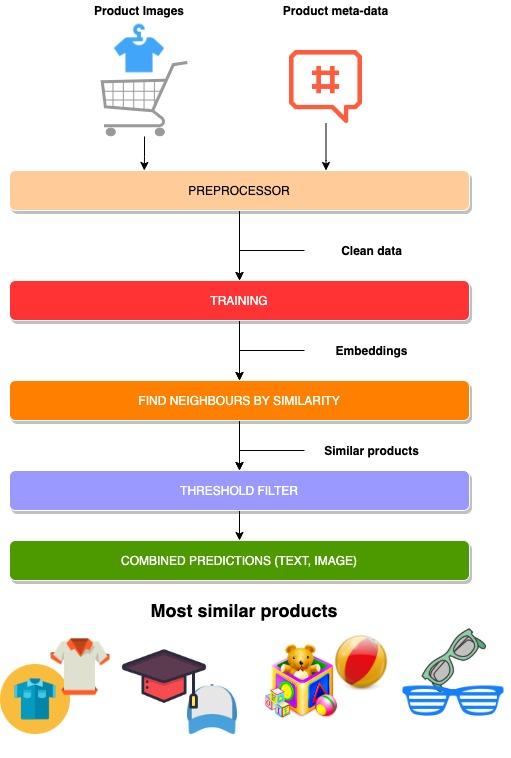 Product Images
Product meta-data
PREPROCESSOR
Clean data
TRAINING
Embeddings
FIND NEIGHBOURS BY SIMILARITY
Similar products
THRESHOLD FILTER
COMBINED PREDICTIONS (TEXT, IMAGE)
Most similar products